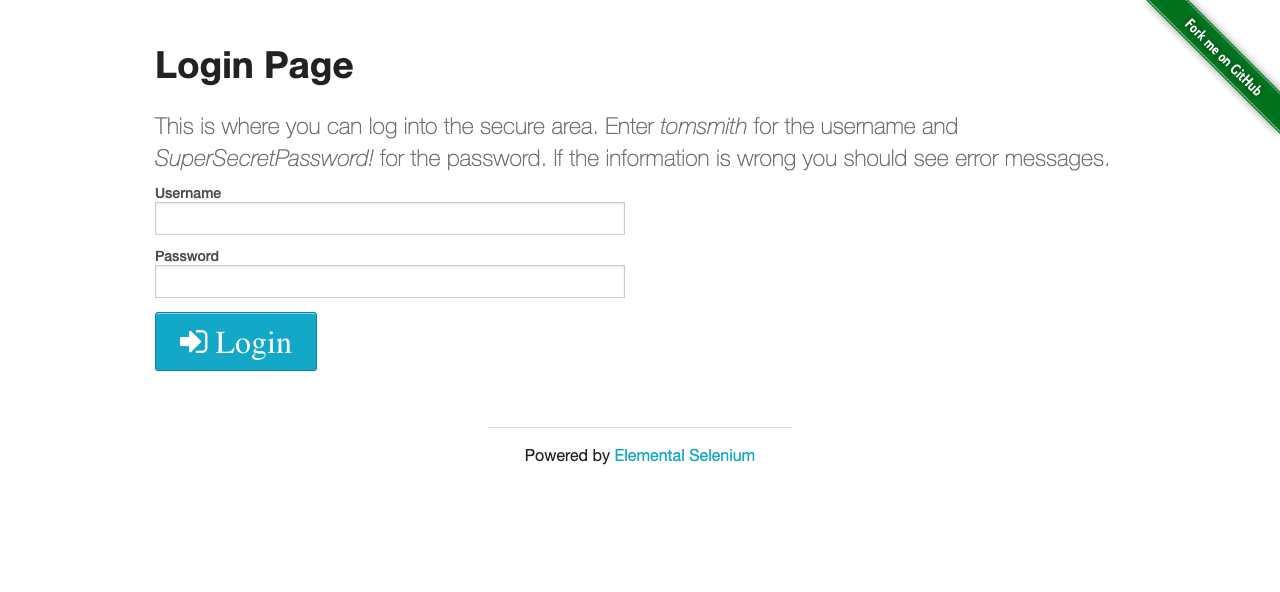 Fork me on GitHub
Login Page
This is where you can log into the secure area. Enter tomsmith for the username and
SuperSecretPassword! for the password. If the information is wrong you should see error messages.
Username
Password
Login
Powered by Elemental Selenium